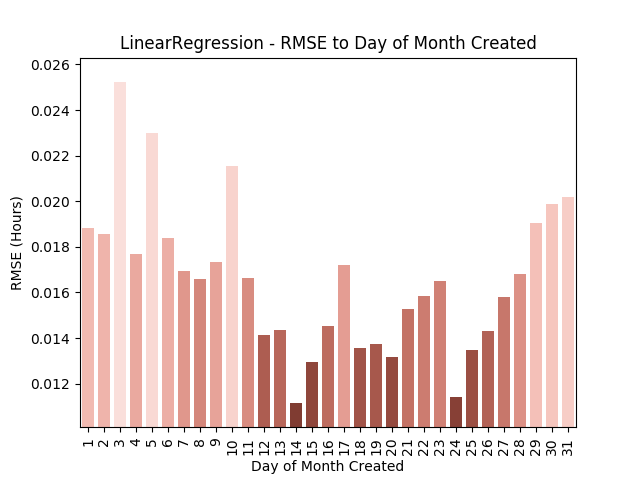 LinearRegression - RMSE to Day of Month Created
0.026
0.024
0.022
0.020
0.018
0.016
0.014
0.012
RMSE (Hours)
1 2 3 4 5 6 7 8 9 10 11 12 13 14 15 16 17 18 19 20 21 22 23 24 25 26 27 28 29 30 31
Day of Month Created